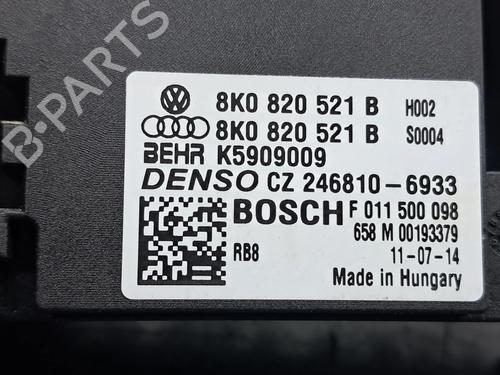 8K0 820 521 B H002
8K0 820 521 B S0004
BEHR K5909009
DENSO CZ 246810-6933
BOSCH F 011 500 098
658 M 00193379
RB8 11-07-14
Made in Hungary
B-PARTS